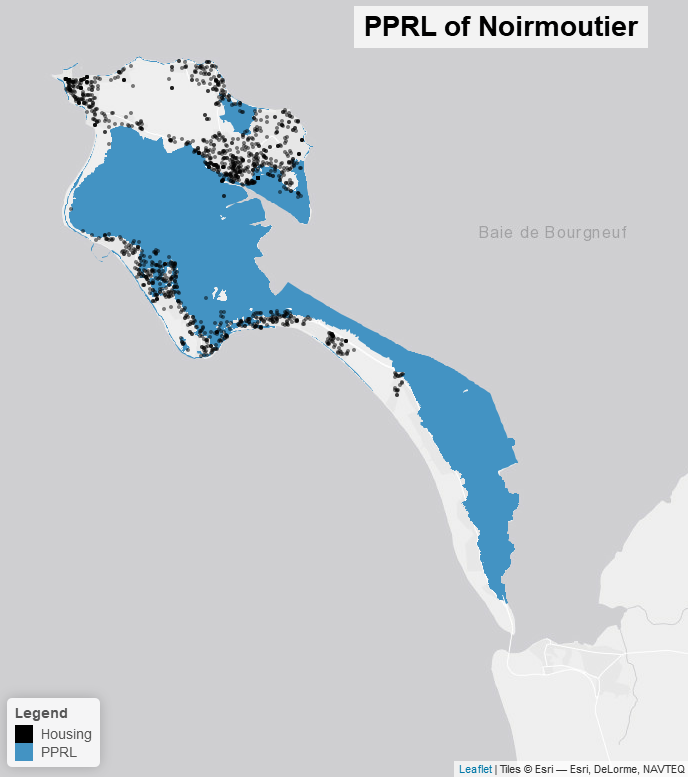 PPRL of Noirmoutier
Baie de Bourgneuf
Legend
Housing
PPRL
Leaflet | Tiles © Esri — Esri, DeLorme, NAVTEQ